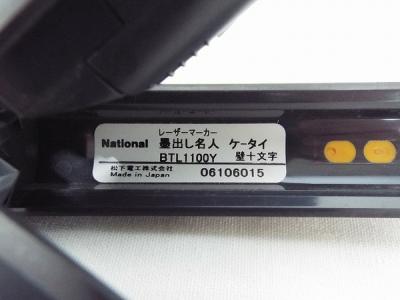 レーザーマーカー
National 墨出し名人 ケータイ
BTL1100Y 壁十文字
松下電工株式会社
Made in Japan 06106015